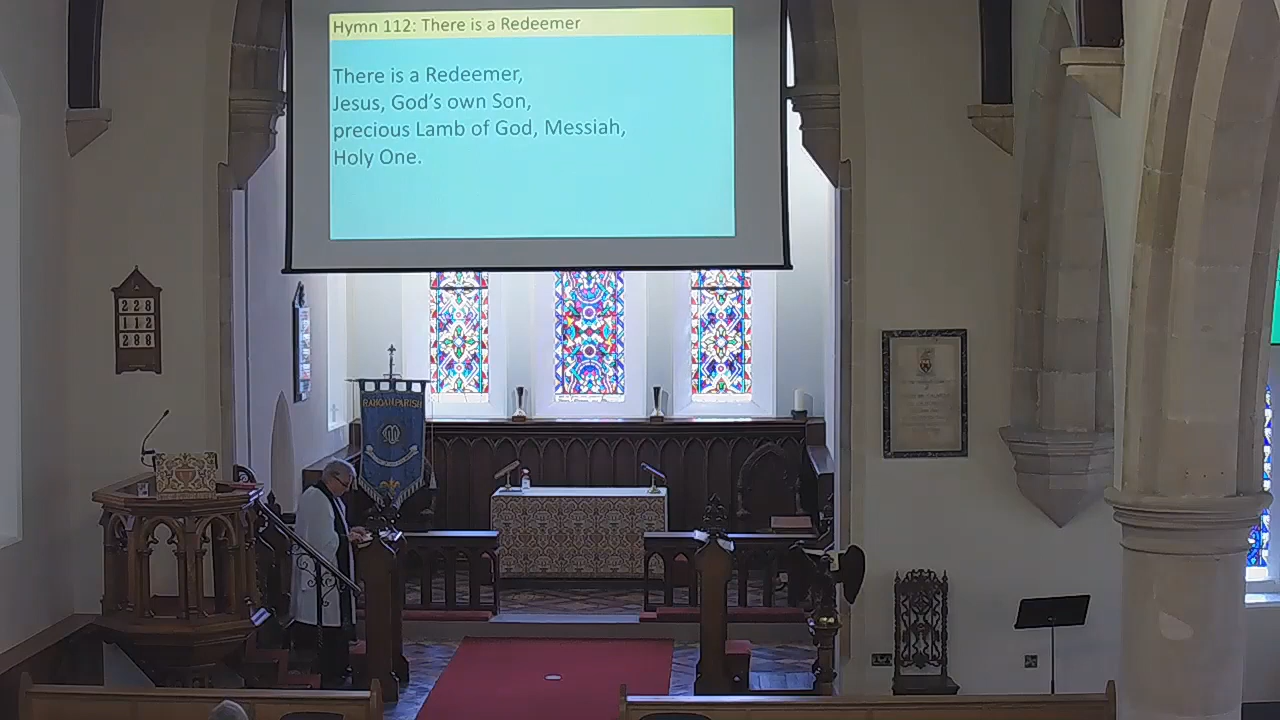 Hymn 112: There is a Redeemer
There is a Redeemer,
Jesus, God's own Son,
precious Lamb of God, Messiah,
Holy One.
228
112
288
RAHOAN PARISH